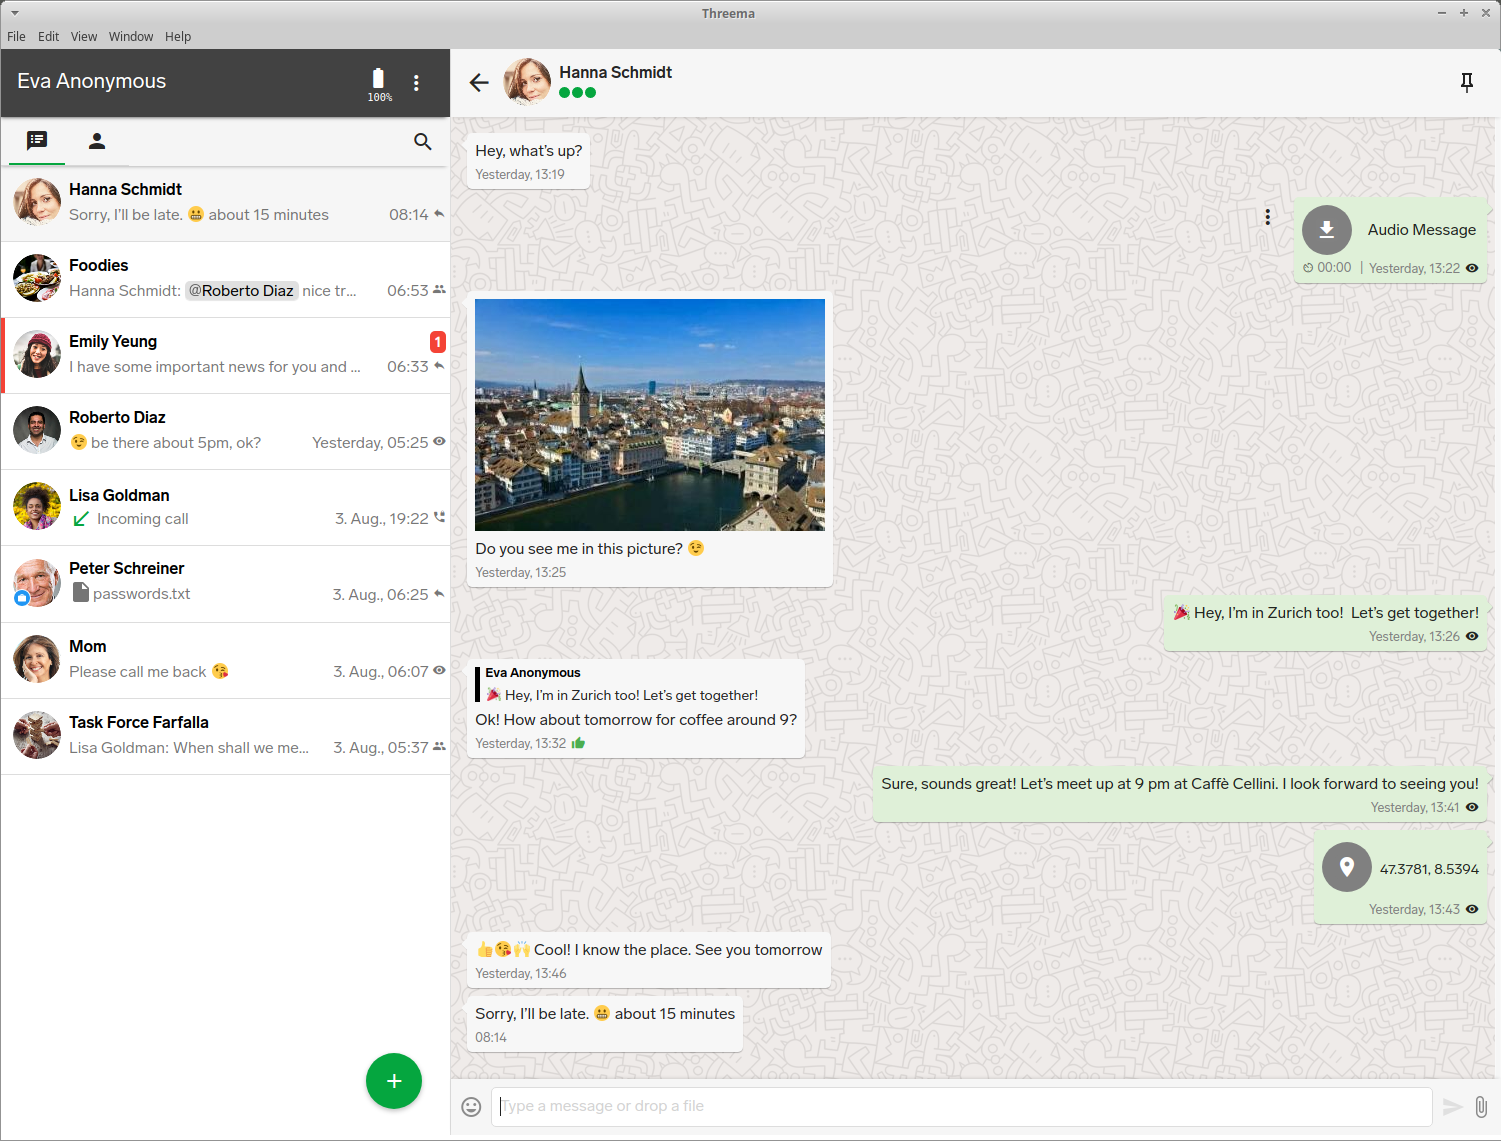 Threema
File Edit View Window Help
Eva Anonymous
100%
Hanna Schmidt
Sorry, I'll be late. 😬 about 15 minutes 08:14
Foodies
Hanna Schmidt: @Roberto Diaz nice tr... 06:53
Emily Yeung 1
I have some important news for you and ... 06:33
Roberto Diaz
😉 be there about 5pm, ok? Yesterday, 05:25
Lisa Goldman
Incoming call 3. Aug., 19:22
Peter Schreiner
passwords.txt 3. Aug., 06:25
Mom
Please call me back 😘 3. Aug., 06:07
Task Force Farfalla
Lisa Goldman: When shall we me... 3. Aug., 05:37
Hanna Schmidt
Hey, what's up?
Yesterday, 13:19
Audio Message
00:00 | Yesterday, 13:22
Do you see me in this picture? 😉
Yesterday, 13:25
🎉 Hey, I'm in Zurich too! Let's get together!
Yesterday, 13:26
Eva Anonymous
🎉 Hey, I'm in Zurich too! Let's get together!
Ok! How about tomorrow for coffee around 9?
Yesterday, 13:32
Sure, sounds great! Let's meet up at 9 pm at Caffè Cellini. I look forward to seeing you!
Yesterday, 13:41
47.3781, 8.5394
Yesterday, 13:43
👍😘🙌 Cool! I know the place. See you tomorrow
Yesterday, 13:46
Sorry, I'll be late. 😬 about 15 minutes
08:14
Type a message or drop a file